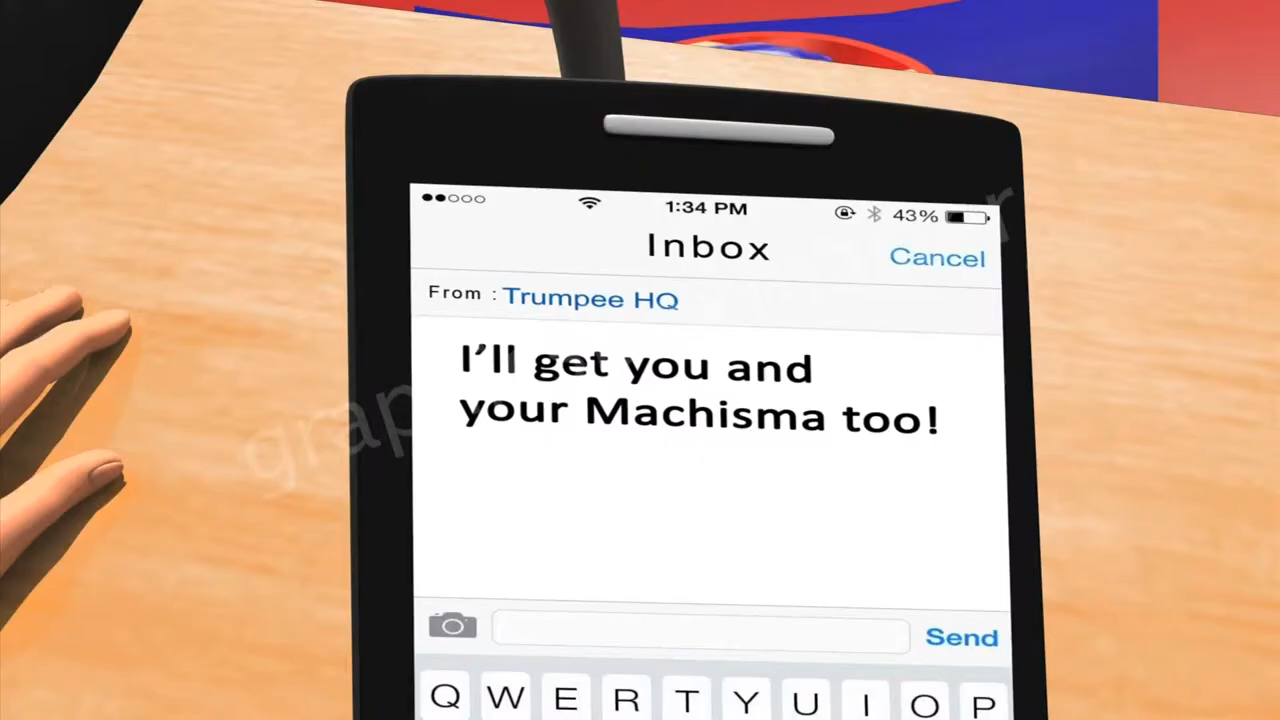 1:34 PM 43%
Inbox
Cancel
From : Trumpee HQ
I'll get you and
your Machisma too!
Send
Q W E R T Y U I O P